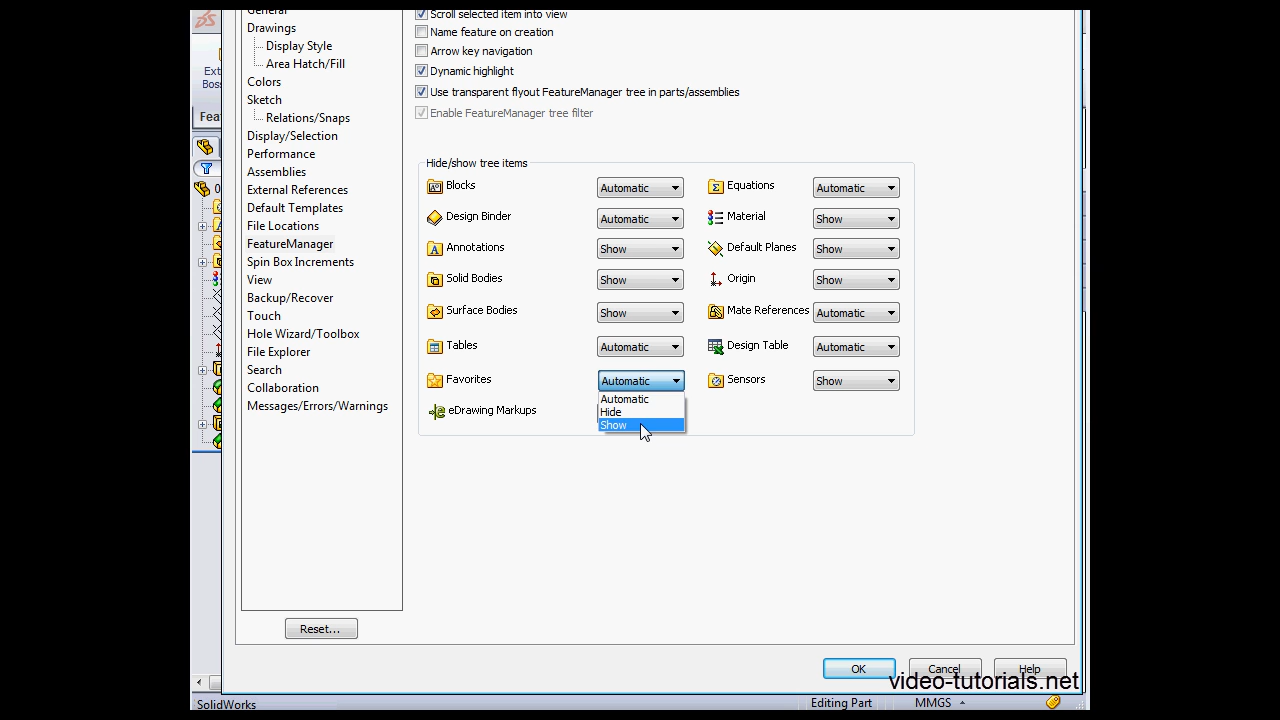 General
Drawings
Display Style
Area Hatch/Fill
Colors
Sketch
Relations/Snaps
Display/Selection
Performance
Assemblies
External References
Default Templates
File Locations
FeatureManager
Spin Box Increments
View
Backup/Recover
Touch
Hole Wizard/Toolbox
File Explorer
Search
Collaboration
Messages/Errors/Warnings
Reset...
Scroll selected item into view
Name feature on creation
Arrow key navigation
Dynamic highlight
Use transparent flyout FeatureManager tree in parts/assemblies
Enable FeatureManager tree filter
Hide/show tree items
Blocks Automatic Equations Automatic
Design Binder Automatic Material Show
Annotations Show Default Planes Show
Solid Bodies Show Origin Show
Surface Bodies Show Mate References Automatic
Tables Automatic Design Table Automatic
Favorites Automatic Sensors Show
Automatic
Hide
eDrawing Markups
Show
OK Cancel Help
video-tutorials.net
SolidWorks Editing Part MMGS
Ext
Boss
Fea
0